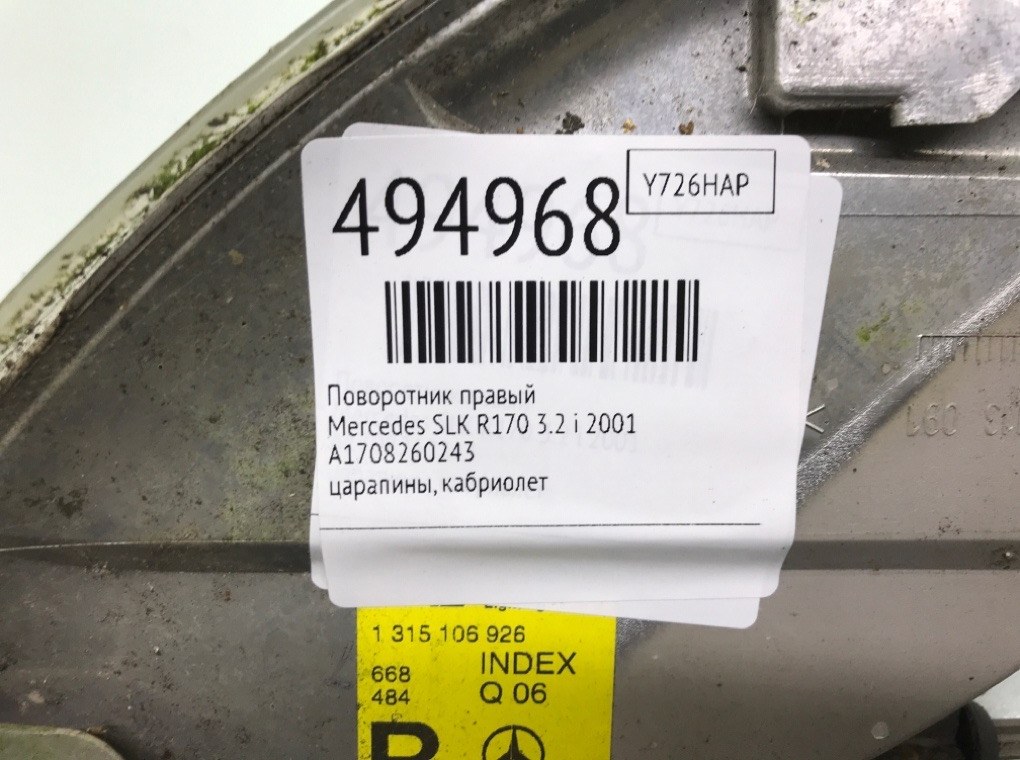 494968
Y726HAP
Поворотник правый
Mercedes SLK R170 3.2 i 2001
A1708260243
царапины, кабриолет
1 315 106 926
668
484
INDEX
Q 06
R